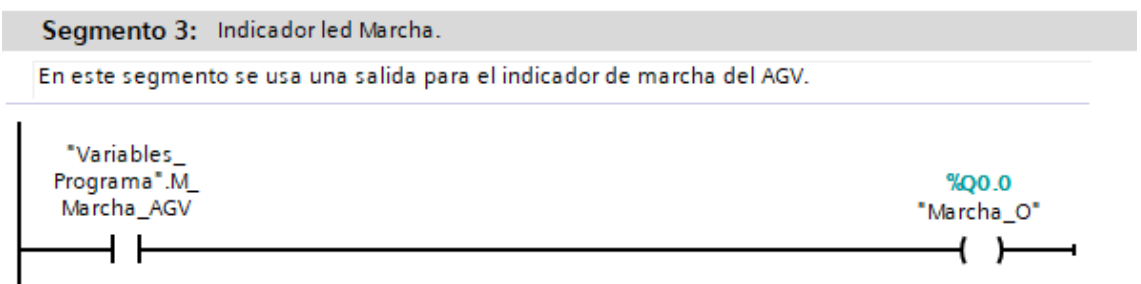 Segmento 3: Indicador led Marcha.
En este segmento se usa una salida para el indicador de marcha del AGV.
"Variables_
Programa".M_
Marcha_AGV
%Q0.0
"Marcha_O"